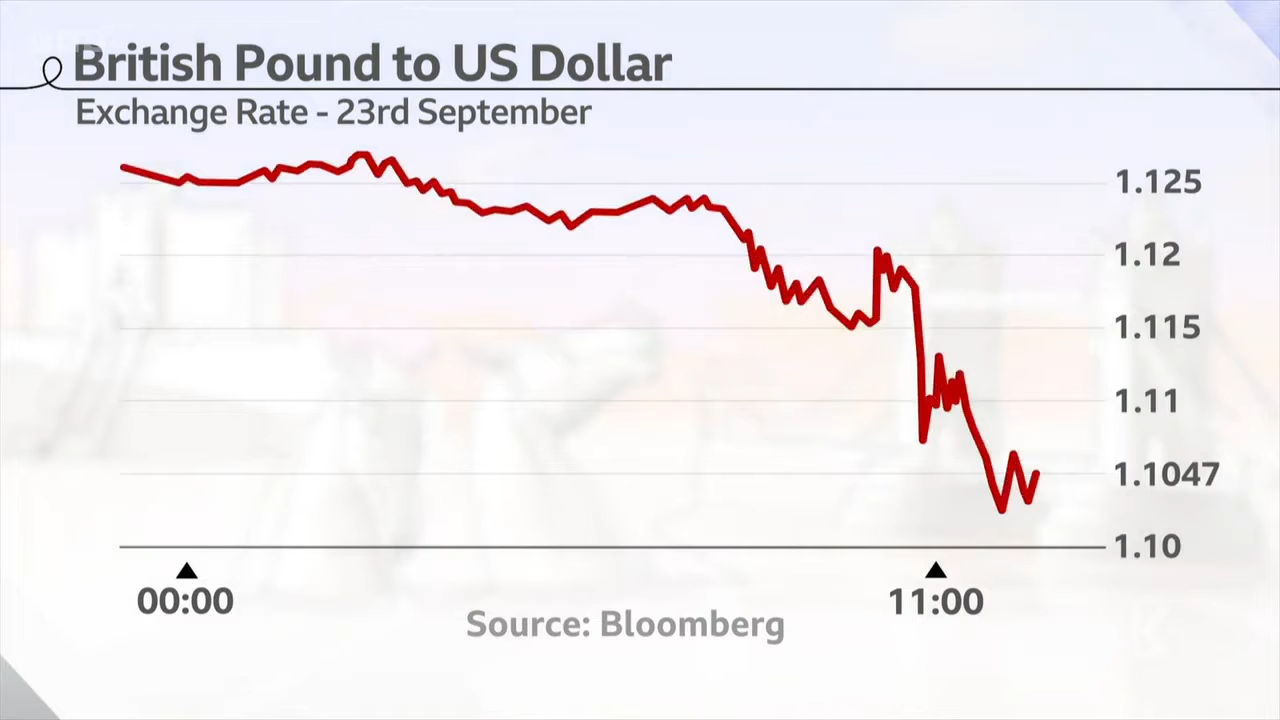 British Pound to US Dollar
Exchange Rate - 23rd September
1.125
1.12
1.115
1.11
1.1047
1.10
00:00 11:00
Source: Bloomberg